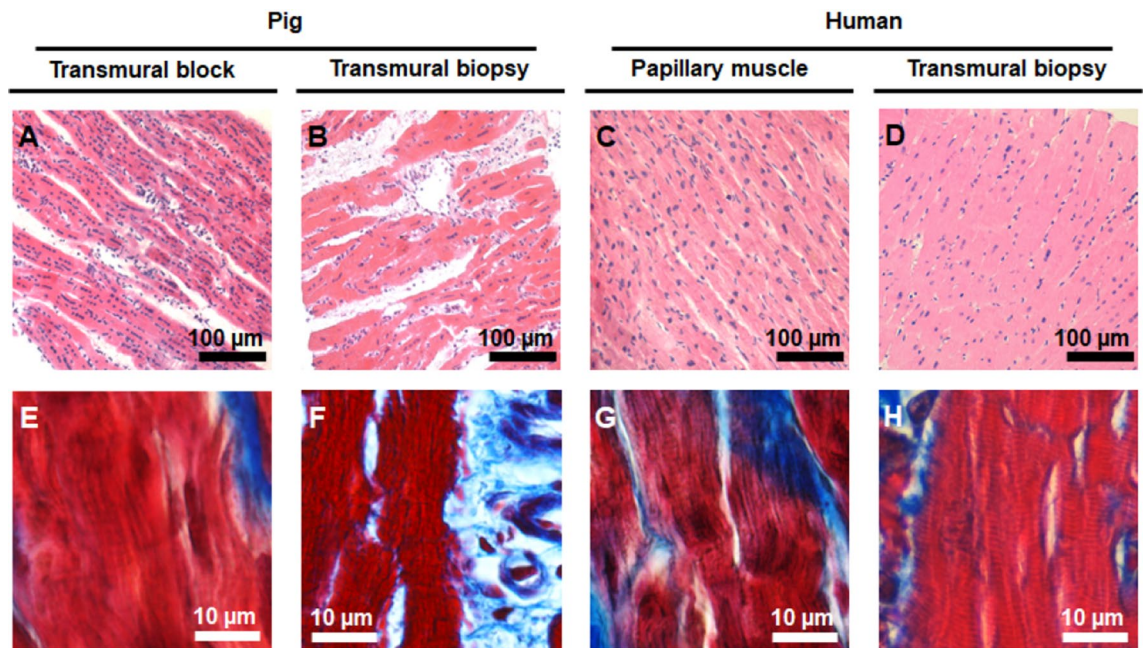 Pig Human
Transmural block Transmural biopsy Papillary muscle Transmural biopsy
A B C D
100 µm 100 µm 100 µm 100 µm
E F G H
10 µm 10 µm 10 µm 10 µm